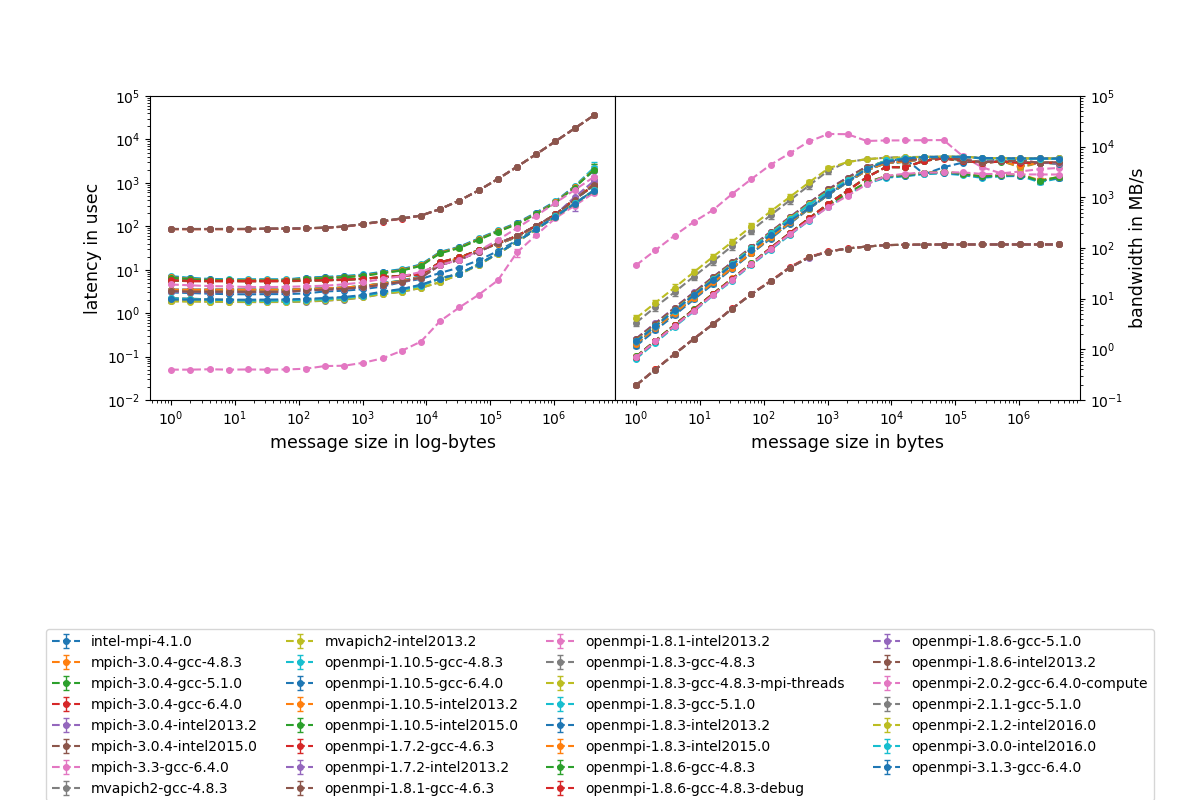 10^5
10^4
10^3
10^2
10^1
10^0
10^-1
10^-2
latency in usec
10^0 10^1 10^2 10^3 10^4 10^5 10^6
message size in log-bytes
10^5
10^4
10^3
10^2
10^1
10^0
10^-1
bandwidth in MB/s
10^0 10^1 10^2 10^3 10^4 10^5 10^6
message size in bytes
intel-mpi-4.1.0
mpich-3.0.4-gcc-4.8.3
mpich-3.0.4-gcc-5.1.0
mpich-3.0.4-gcc-6.4.0
mpich-3.0.4-intel2013.2
mpich-3.0.4-intel2015.0
mpich-3.3-gcc-6.4.0
mvapich2-gcc-4.8.3
mvapich2-intel2013.2
openmpi-1.10.5-gcc-4.8.3
openmpi-1.10.5-gcc-6.4.0
openmpi-1.10.5-intel2013.2
openmpi-1.10.5-intel2015.0
openmpi-1.7.2-gcc-4.6.3
openmpi-1.7.2-intel2013.2
openmpi-1.8.1-gcc-4.6.3
openmpi-1.8.1-intel2013.2
openmpi-1.8.3-gcc-4.8.3
openmpi-1.8.3-gcc-4.8.3-mpi-threads
openmpi-1.8.3-gcc-5.1.0
openmpi-1.8.3-intel2013.2
openmpi-1.8.3-intel2015.0
openmpi-1.8.6-gcc-4.8.3
openmpi-1.8.6-gcc-4.8.3-debug
openmpi-1.8.6-gcc-5.1.0
openmpi-1.8.6-intel2013.2
openmpi-2.0.2-gcc-6.4.0-compute
openmpi-2.1.1-gcc-5.1.0
openmpi-2.1.2-intel2016.0
openmpi-3.0.0-intel2016.0
openmpi-3.1.3-gcc-6.4.0